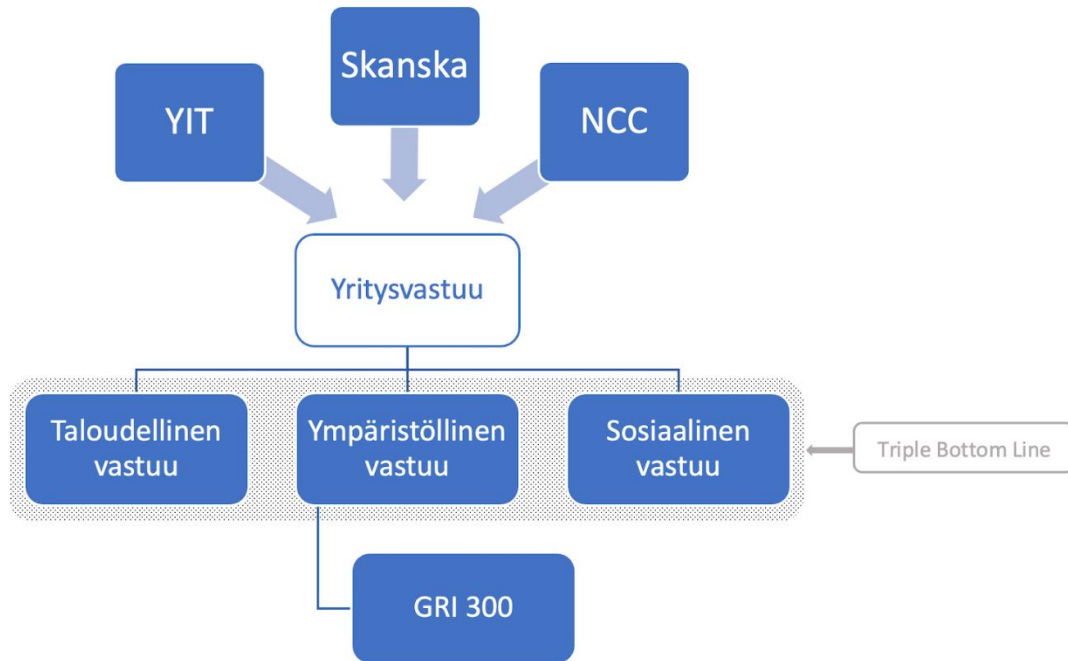 Skanska
YIT
NCC
Yritysvastuu
Taloudellinen
vastuu
Ympäristöllinen
vastuu
Sosiaalinen
vastuu
Triple Bottom Line
GRI 300